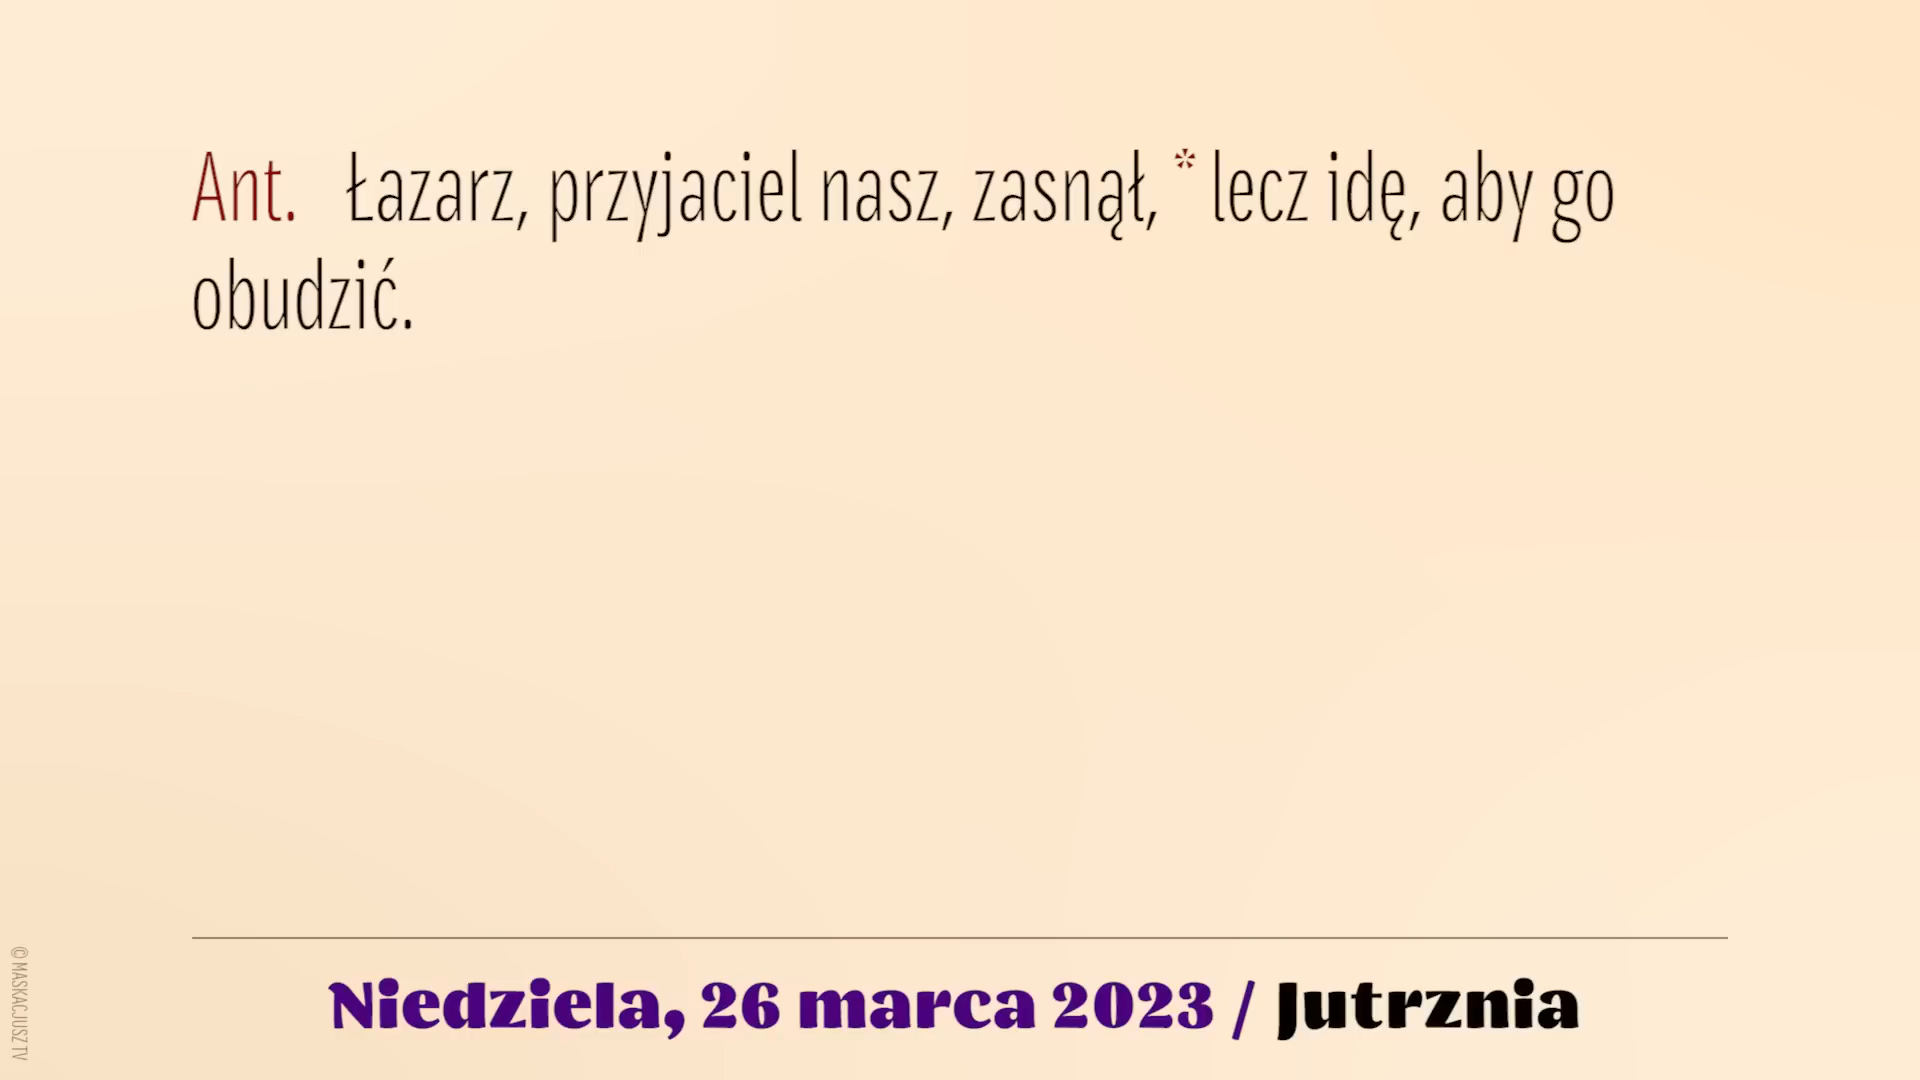 Ant. Łazarz, przyjaciel nasz, zasnął, * lecz idę, aby go
obudzić.
Niedziela, 26 marca 2023 / Jutrznia
© MASKACJUSZ TV